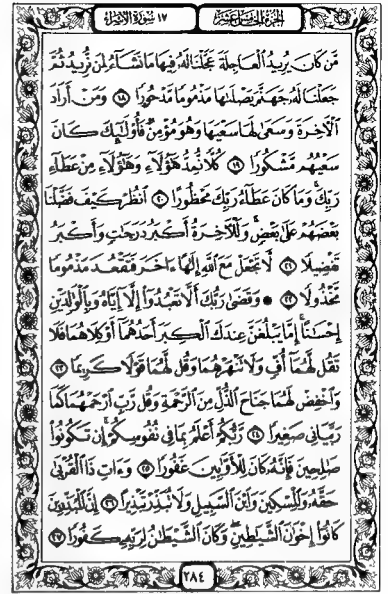 الجزء الخامس عشر
١٧ سورة الإسراء
مَّن كَانَ يُرِيدُ ٱلْعَاجِلَةَ عَجَّلْنَا لَهُۥ فِيهَا مَا نَشَآءُ لِمَن نُّرِيدُ ثُمَّ
جَعَلْنَا لَهُۥ جَهَنَّمَ يَصْلَىٰهَا مَذْمُومًا مَّدْحُورًا ١٨ وَمَنْ أَرَادَ
ٱلْأَخِرَةَ وَسَعَىٰ لَهَا سَعْيَهَا وَهُوَ مُؤْمِنٌ فَأُو۟لَٰٓئِكَ كَانَ
سَعْيُهُم مَّشْكُورًا ١٩ كُلًّا نُّمِدُّ هَٰٓؤُلَآءِ وَهَٰٓؤُلَآءِ مِنْ عَطَآءِ
رَبِّكَ ۚ وَمَا كَانَ عَطَآءُ رَبِّكَ مَحْظُورًا ٢٠ ٱنظُرْ كَيْفَ فَضَّلْنَا
بَعْضَهُمْ عَلَىٰ بَعْضٍ ۚ وَلَلْأَخِرَةُ أَكْبَرُ دَرَجَٰتٍ وَأَكْبَرُ
تَفْضِيلًا ٢١ لَّا تَجْعَلْ مَعَ ٱللَّهِ إِلَٰهًا ءَاخَرَ فَتَقْعُدَ مَذْمُومًا
مَّخْذُولًا ٢٢ ۞ وَقَضَىٰ رَبُّكَ أَلَّا تَعْبُدُوٓا۟ إِلَّآ إِيَّاهُ وَبِٱلْوَٰلِدَيْنِ
إِحْسَٰنًا ۚ إِمَّا يَبْلُغَنَّ عِندَكَ ٱلْكِبَرَ أَحَدُهُمَآ أَوْ كِلَاهُمَا فَلَا
تَقُل لَّهُمَآ أُفٍّ وَلَا تَنْهَرْهُمَا وَقُل لَّهُمَا قَوْلًا كَرِيمًا ٢٣
وَٱخْفِضْ لَهُمَا جَنَاحَ ٱلذُّلِّ مِنَ ٱلرَّحْمَةِ وَقُل رَّبِّ ٱرْحَمْهُمَا كَمَا
رَبَّيَانِى صَغِيرًا ٢٤ رَّبُّكُمْ أَعْلَمُ بِمَا فِى نُفُوسِكُمْ ۚ إِن تَكُونُوا۟
صَٰلِحِينَ فَإِنَّهُۥ كَانَ لِلْأَوَّٰبِينَ غَفُورًا ٢٥ وَءَاتِ ذَا ٱلْقُرْبَىٰ
حَقَّهُۥ وَٱلْمِسْكِينَ وَٱبْنَ ٱلسَّبِيلِ وَلَا تُبَذِّرْ تَبْذِيرًا ٢٦ إِنَّ ٱلْمُبَذِّرِينَ
كَانُوٓا۟ إِخْوَٰنَ ٱلشَّيَٰطِينِ ۖ وَكَانَ ٱلشَّيْطَٰنُ لِرَبِّهِۦ كَفُورًا ٢٧
٢٨٤